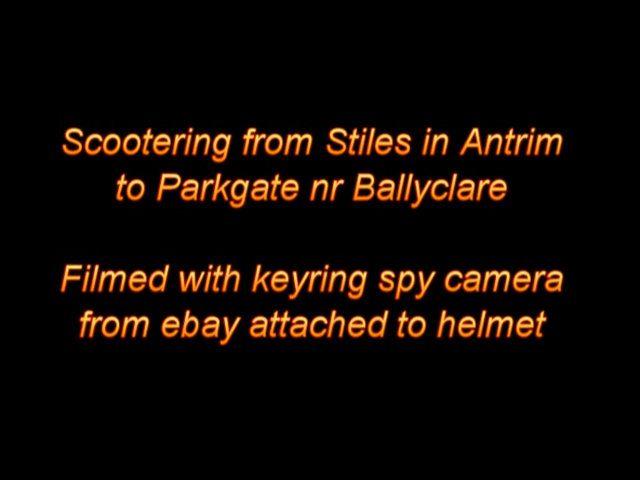 Scootering from Stiles in Antrim
to Parkgate nr Ballyclare
Filmed with keyring spy camera
from ebay attached to helmet